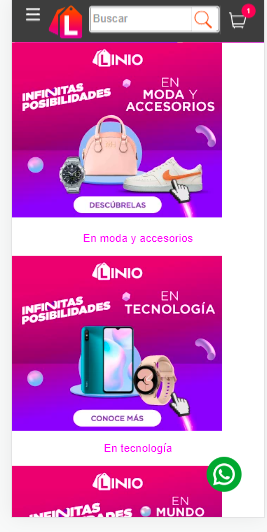 L
Buscar
1
LINIO
INFINITAS
POSIBILIDADES
EN
MODA Y
ACCESORIOS
DESCÚBRELAS
En moda y accesorios
LINIO
INFINITAS
POSIBILIDADES
EN
TECNOLOGÍA
CONOCE MÁS
En tecnología
LINIO
INFINITAS
EN
MUNDO